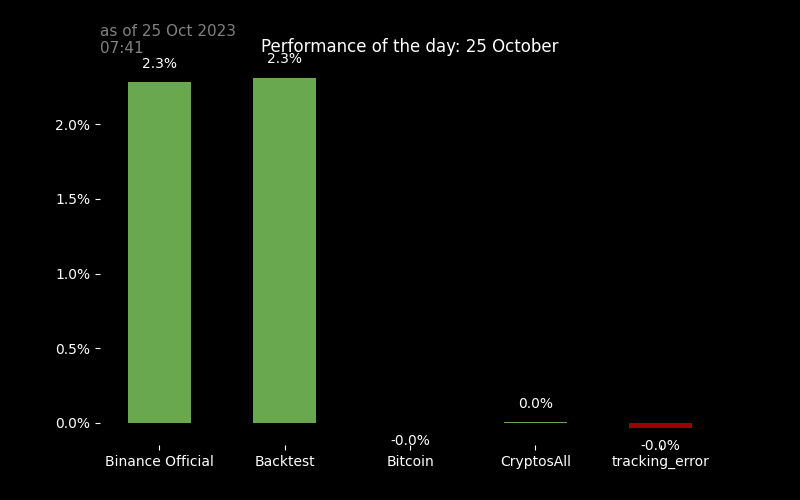 as of 25 Oct 2023
07:41
Performance of the day: 25 October
2.3%
2.3%
2.0%
1.5%
1.0%
0.5%
0.0%
0.0%
-0.0%
-0.0%
Binance Official
Backtest
Bitcoin
CryptosAll
tracking_error